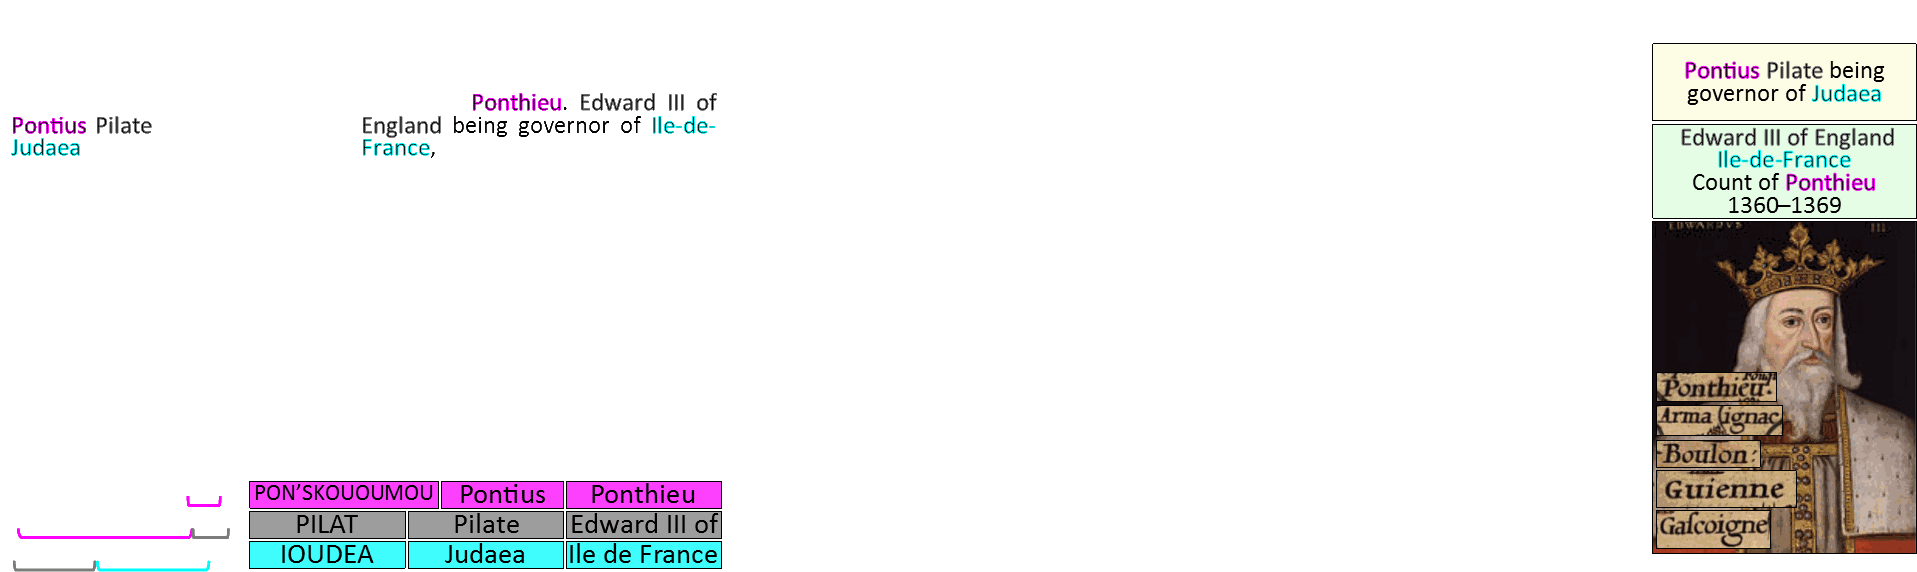 Pontius Pilate
Judaea
Ponthieu. Edward III of
England being governor of Ile-de-
France,
PON'SKOUOUMOU Pontius Ponthieu
PILAT Pilate Edward III of
IOUDEA Judaea Ile de France
Pontius Pilate being
governor of Judaea
Edward III of England
Ile-de-France
Count of Ponthieu
1360–1369
EDWARDVS III
Ponthieu.
Arma ignac
Boulon:
Guienne
Gaſcoigne